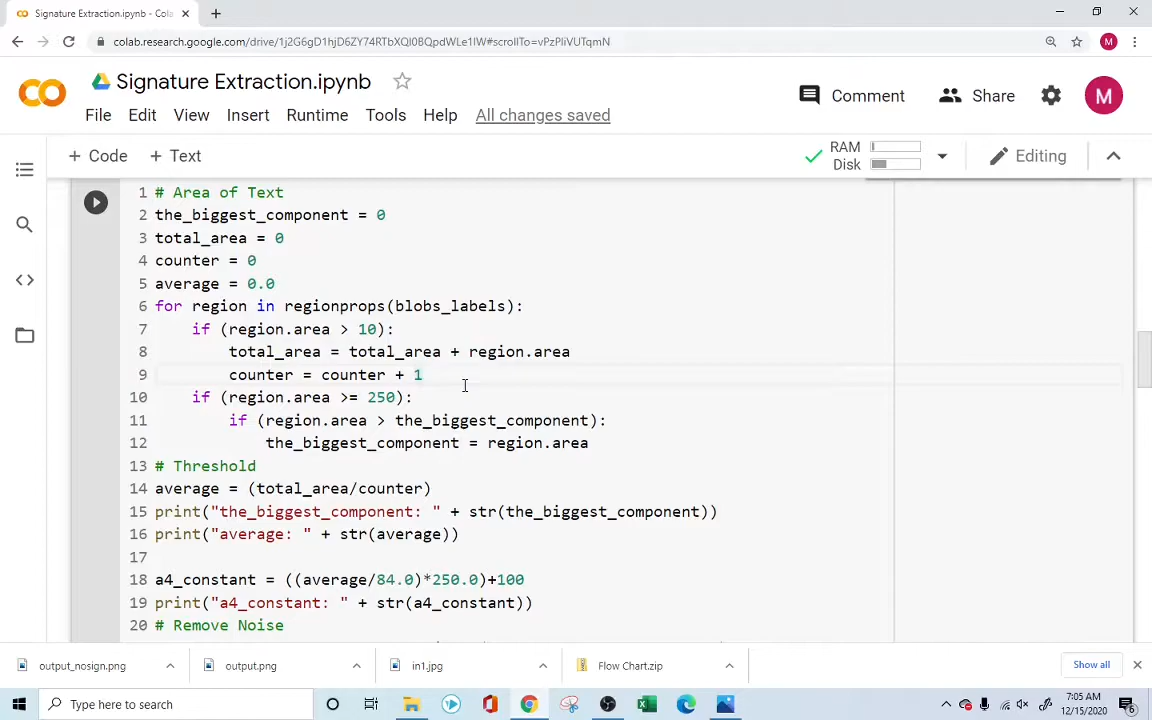 Signature Extraction.ipynb - Cola
colab.research.google.com/drive/1j2G6gD1hjD6ZY74RTbXQl0BQpdWLe1lW#scrollTo=vPzPliVUTqmN
M
Signature Extraction.ipynb
Comment
Share
M
File Edit View Insert Runtime Tools Help All changes saved
+ Code + Text
RAM
Disk
Editing
1 # Area of Text
2 the_biggest_component = 0
3 total_area = 0
4 counter = 0
5 average = 0.0
6 for region in regionprops(blobs_labels):
7 if (region.area > 10):
8 total_area = total_area + region.area
9 counter = counter + 1
10 if (region.area >= 250):
11 if (region.area > the_biggest_component):
12 the_biggest_component = region.area
13 # Threshold
14 average = (total_area/counter)
15 print("the_biggest_component: " + str(the_biggest_component))
16 print("average: " + str(average))
17
18 a4_constant = ((average/84.0)*250.0)+100
19 print("a4_constant: " + str(a4_constant))
20 # Remove Noise
output_nosign.png
output.png
in1.jpg
Flow Chart.zip
Show all
Type here to search
7:05 AM
12/15/2020
6